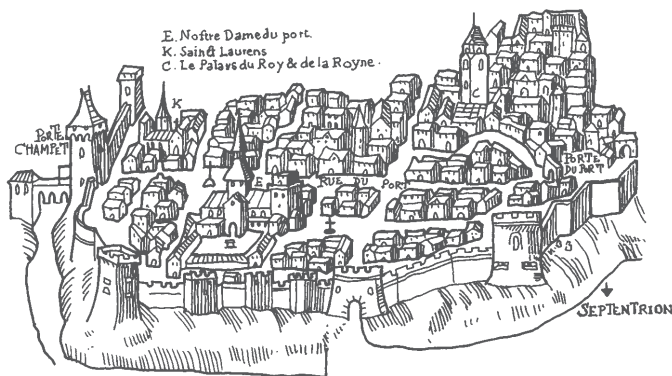 E. Noſtre Dame du port.
K. Sainct Laurens
C. Le Palays du Roy & de la Royne.
K
C
PORTE
CHAMPET
E
RUE DU PORT
PORTE
DU PORT
SEPTENTRION